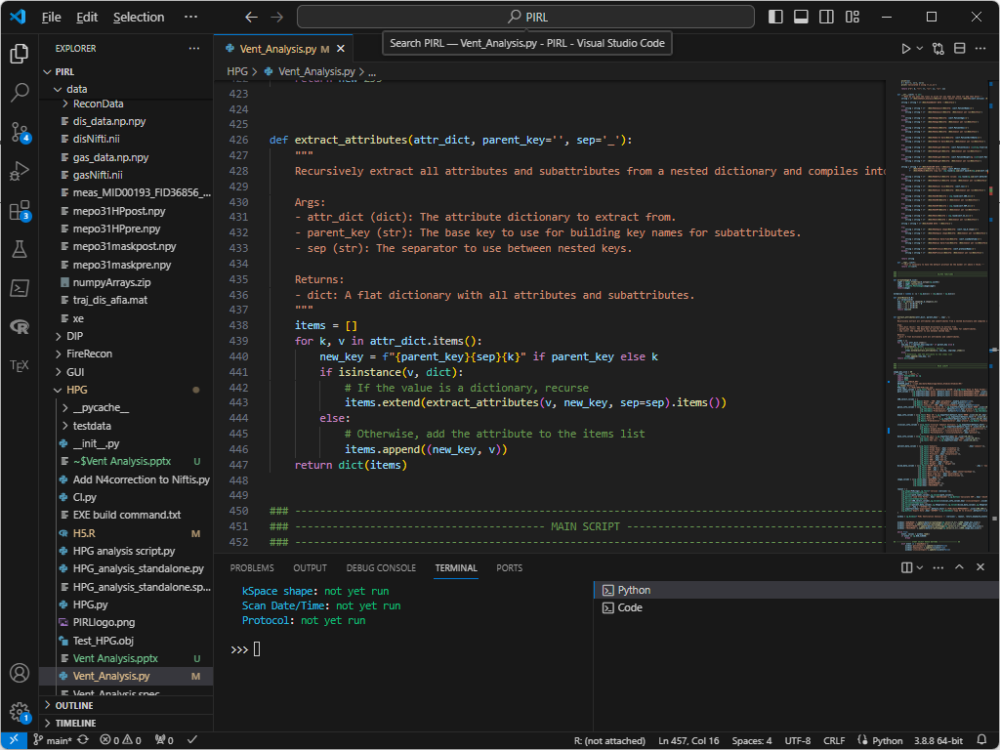 File Edit Selection ··· PIRL
EXPLORER ···
Vent_Analysis.py M
Search PIRL — Vent_Analysis.py - PIRL - Visual Studio Code
HPG > Vent_Analysis.py > ...
PIRL
data
ReconData
dis_data.np.npy
disNifti.nii
gas_data.np.npy
gasNifti.nii
meas_MID00193_FID36856_...
mepo31HPpost.npy
mepo31HPpre.npy
mepo31maskpost.npy
mepo31maskpre.npy
numpyArrays.zip
traj_dis_afia.mat
xe
DIP
FireRecon
GUI
HPG
__pycache__
testdata
__init_.py
~$Vent Analysis.pptx U
Add N4correction to Niftis.py
CI.py
EXE build command.txt
H5.R M
HPG analysis script.py
HPG_analysis_standalone.py
HPG_analysis_standalone.sp...
HPG.py
PIRLlogo.png
Test_HPG.obj
Vent Analysis.pptx U
Vent_Analysis.py M
Vent_Analysis.spec
OUTLINE
TIMELINE
4
3
TEX
1
423
424
425
426 def extract_attributes(attr_dict, parent_key='', sep='_'):
427 """
428 Recursively extract all attributes and subattributes from a nested dictionary and compiles into
429
430 Args:
431 - attr_dict (dict): The attribute dictionary to extract from.
432 - parent_key (str): The base key to use for building key names for subattributes.
433 - sep (str): The separator to use between nested keys.
434
435 Returns:
436 - dict: A flat dictionary with all attributes and subattributes.
437 """
438 items = []
439 for k, v in attr_dict.items():
440 new_key = f"{parent_key}{sep}{k}" if parent_key else k
441 if isinstance(v, dict):
442 # If the value is a dictionary, recurse
443 items.extend(extract_attributes(v, new_key, sep=sep).items())
444 else:
445 # Otherwise, add the attribute to the items list
446 items.append((new_key, v))
447 return dict(items)
448
449
450 ### ----------
451 ### ---------- MAIN SCRIPT ----------
452 ### ----------
PROBLEMS OUTPUT DEBUG CONSOLE TERMINAL PORTS
kSpace shape: not yet run
Scan Date/Time: not yet run
Protocol: not yet run
>>>
Python
Code
main* 0 0 0 R: (not attached) Ln 457, Col 16 Spaces: 4 UTF-8 CRLF Python 3.8.8 64-bit